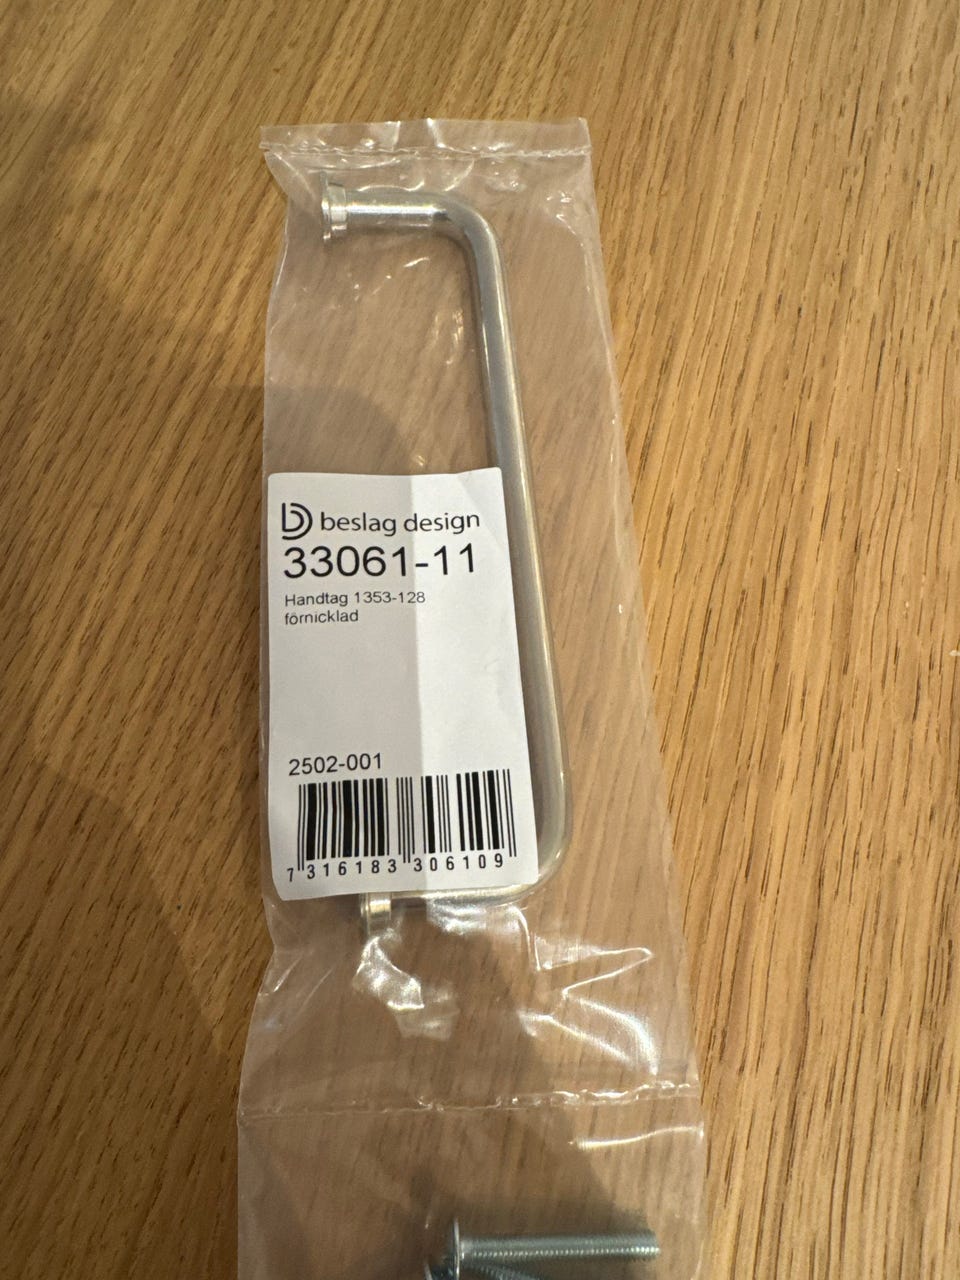 beslag design
33061-11
Handtag 1353-128
förnicklad
2502-001
7 316183 306109